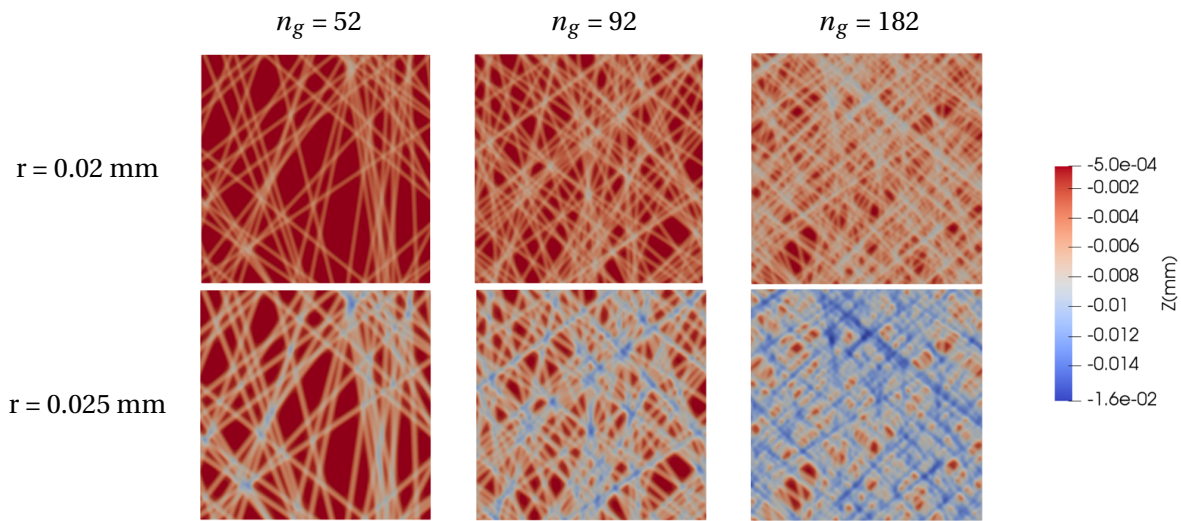 n_g = 52
n_g = 92
n_g = 182
r = 0.02 mm
r = 0.025 mm
-5.0e-04
-0.002
-0.004
-0.006
-0.008
-0.01
-0.012
-0.014
-1.6e-02
Z(mm)